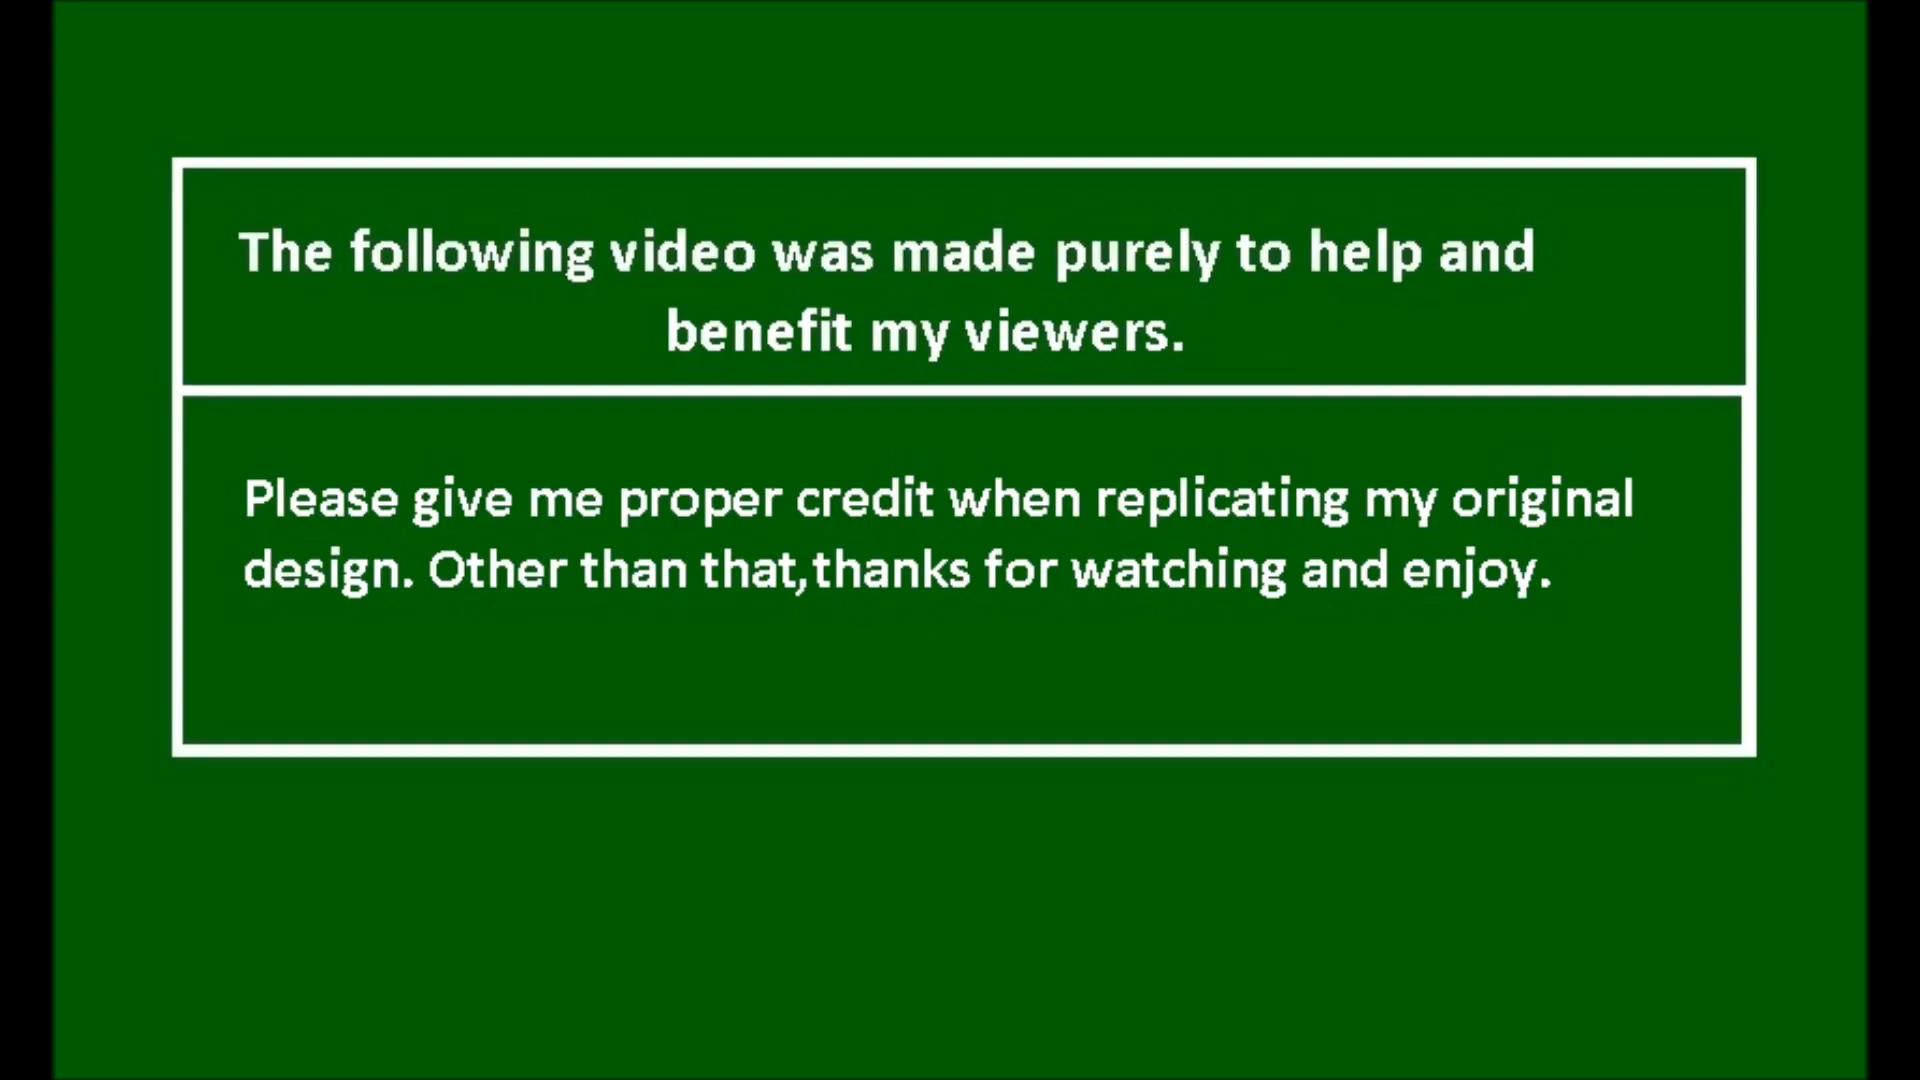 The following video was made purely to help and
benefit my viewers.
Please give me proper credit when replicating my original
design. Other than that,thanks for watching and enjoy.